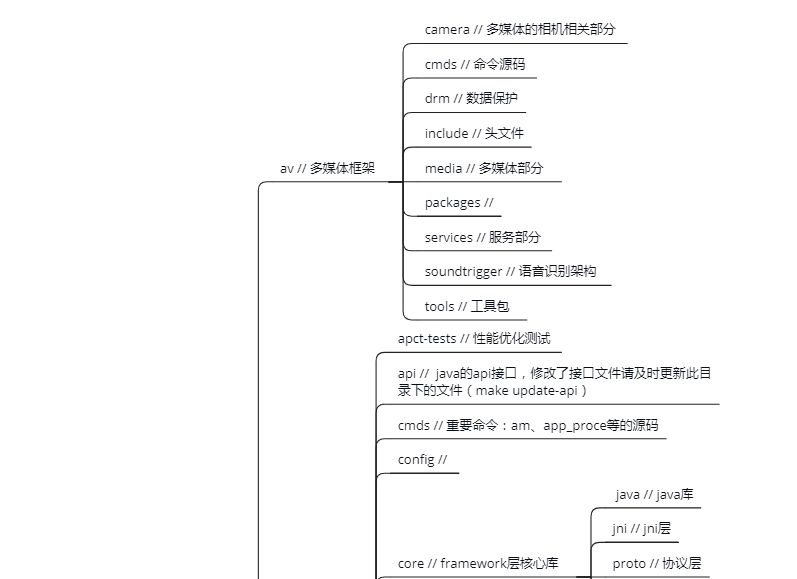 camera // 多媒体的相机相关部分
cmds // 命令源码
drm // 数据保护
include // 头文件
av // 多媒体框架
media // 多媒体部分
packages //
services // 服务部分
soundtrigger // 语音识别架构
tools // 工具包
apct-tests // 性能优化测试
api //  java的api接口，修改了接口文件请及时更新此目
录下的文件（make update-api）
cmds // 重要命令：am、app_proce等的源码
config //
java // java库
jni // jni层
core // framework层核心库
proto // 协议层